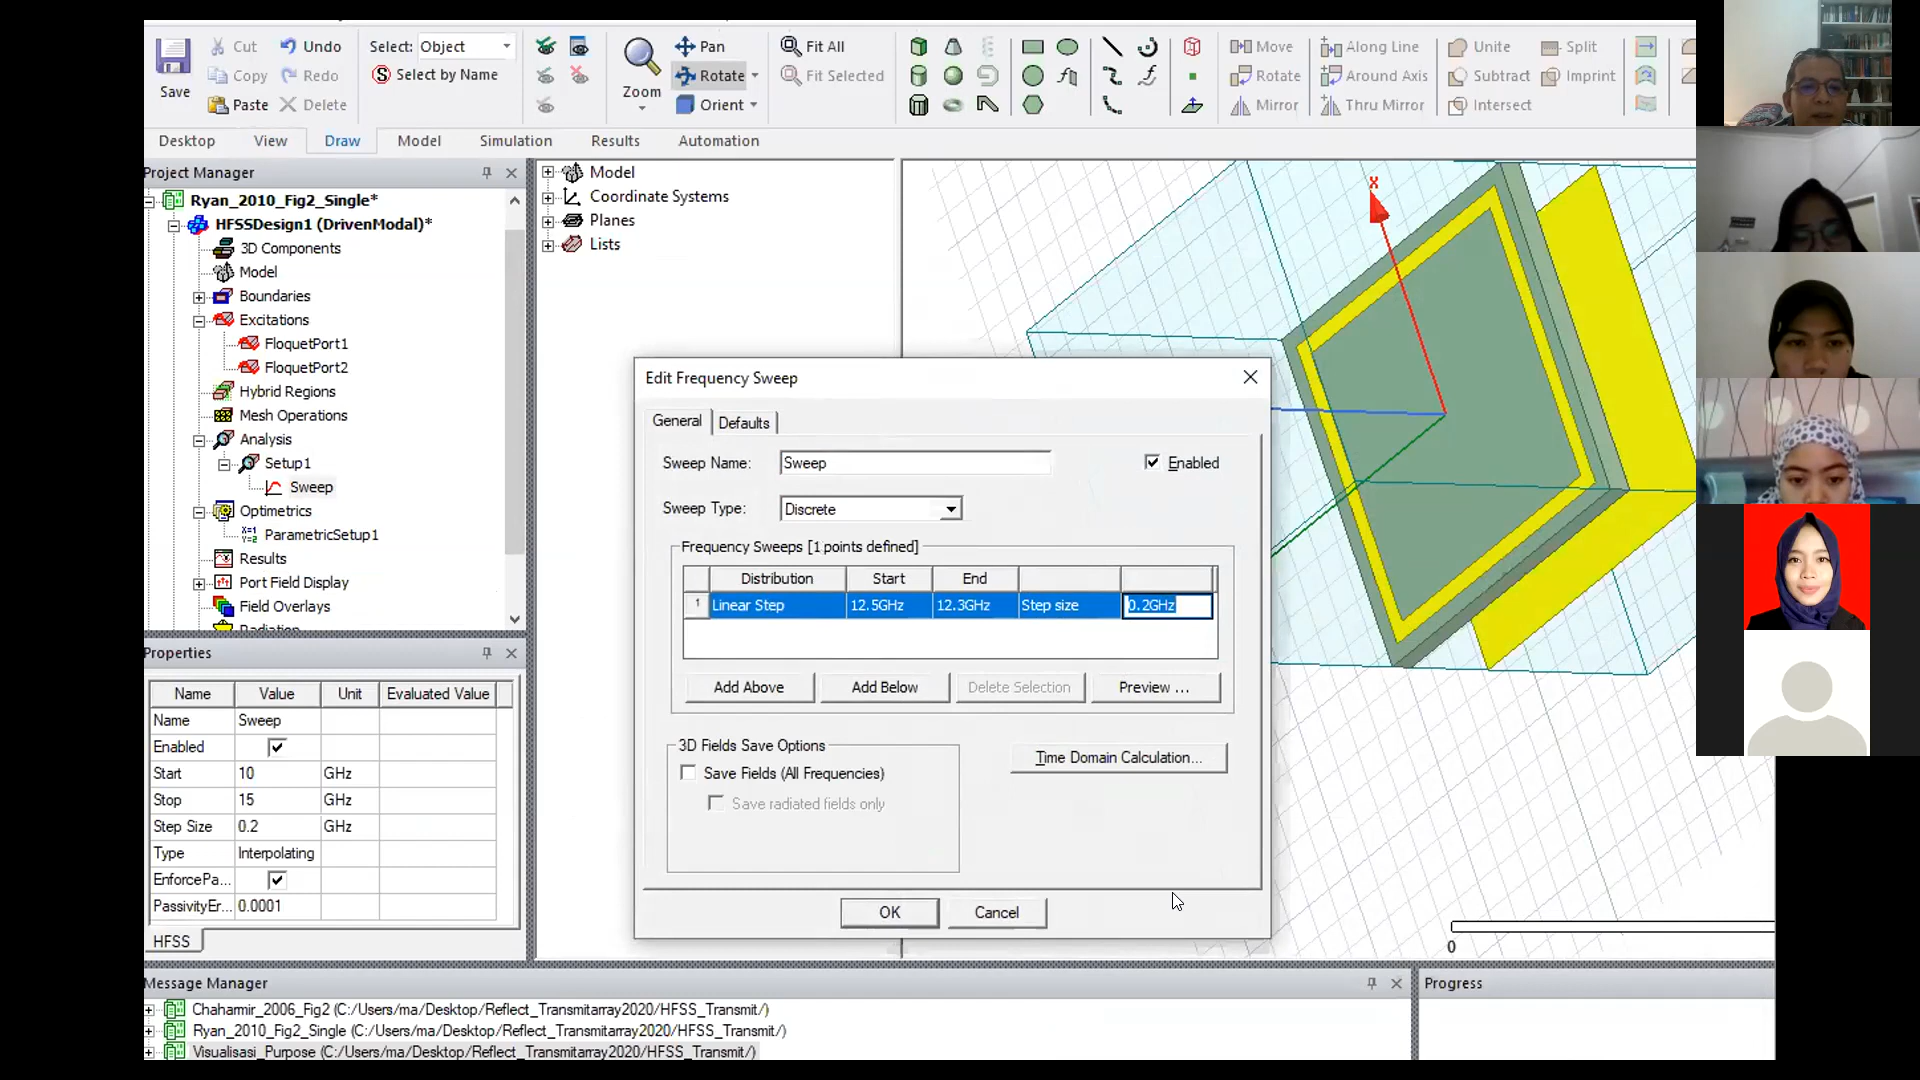 Save
Cut
Copy
Paste
Undo
Redo
Delete
Select: Object
Select by Name
Zoom
Pan
Rotate
Orient
Fit All
Fit Selected
Move
Rotate
Mirror
Along Line
Around Axis
Thru Mirror
Unite
Subtract
Intersect
Split
Imprint
Desktop View Draw Model Simulation Results Automation
Project Manager
Ryan_2010_Fig2_Single*
HFSSDesign1 (DrivenModal)*
3D Components
Model
Boundaries
Excitations
FloquetPort1
FloquetPort2
Hybrid Regions
Mesh Operations
Analysis
Setup1
Sweep
Optimetrics
ParametricSetup1
Results
Port Field Display
Field Overlays
Radiation
Model
Coordinate Systems
Planes
Lists
X
Edit Frequency Sweep
General Defaults
Sweep Name: Sweep
Enabled
Sweep Type: Discrete
Frequency Sweeps [1 points defined]
Distribution Start End
1 Linear Step 12.5GHz 12.3GHz Step size 0.2GHz
Add Above Add Below Delete Selection Preview ...
3D Fields Save Options
Save Fields (All Frequencies)
Save radiated fields only
Time Domain Calculation...
OK Cancel
0
Properties
Name Value Unit Evaluated Value
Name Sweep
Enabled
Start 10 GHz
Stop 15 GHz
Step Size 0.2 GHz
Type Interpolating
EnforcePa...
PassivityEr... 0.0001
HFSS
Message Manager
Chaharmir_2006_Fig2 (C:/Users/ma/Desktop/Reflect_Transmitarray2020/HFSS_Transmit/)
Ryan_2010_Fig2_Single (C:/Users/ma/Desktop/Reflect_Transmitarray2020/HFSS_Transmit/)
Visualisasi_Purpose (C:/Users/ma/Desktop/Reflect_Transmitarray2020/HFSS_Transmit/)
Progress